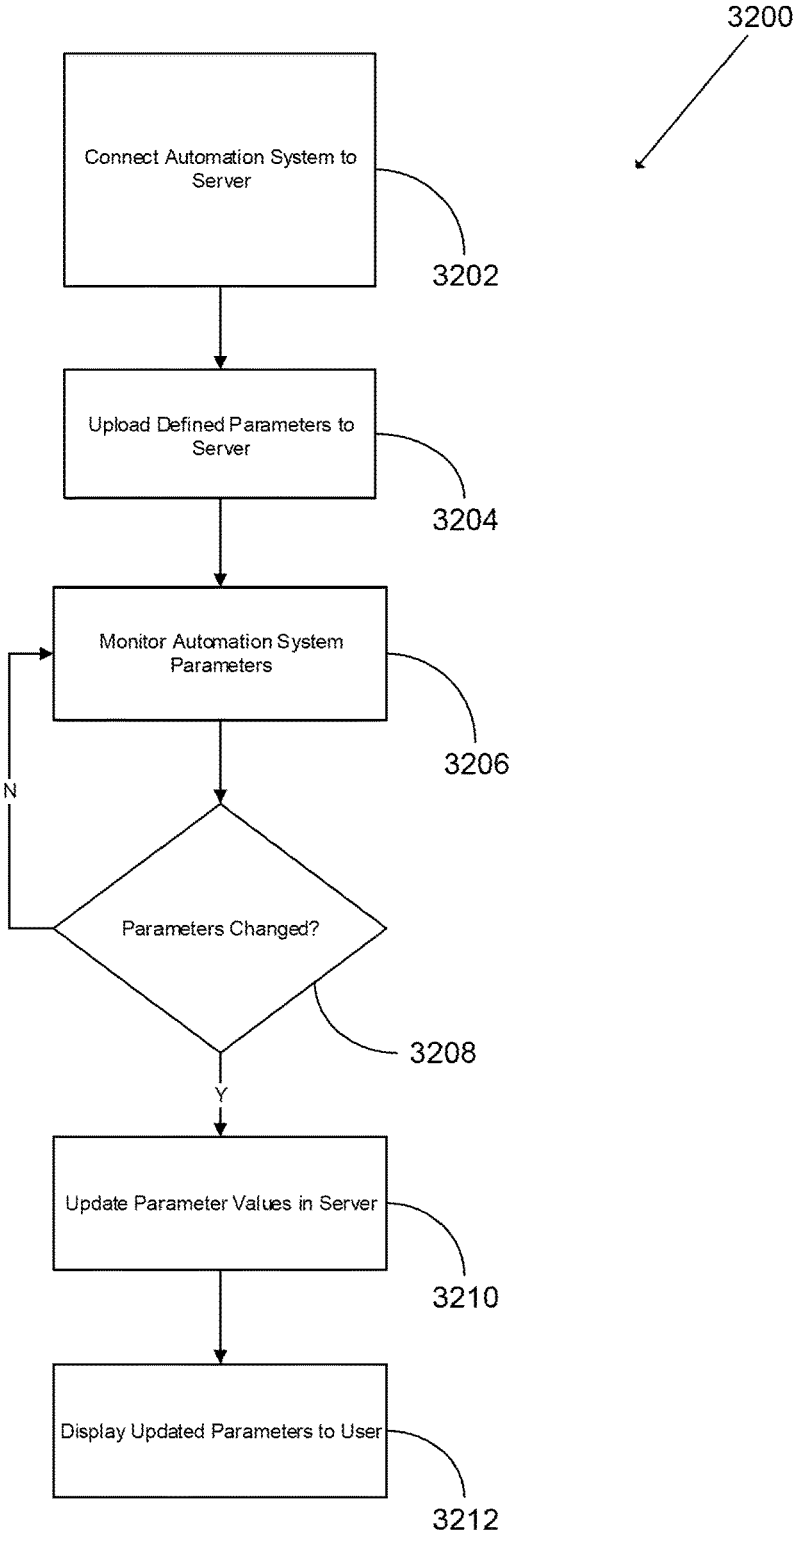 3200
Connect Automation System to
Server
3202
Upload Defined Parameters to
Server
3204
Monitor Automation System
Parameters
3206
N
Parameters Changed?
3208
Y
Update Parameter Values in Server
3210
Display Updated Parameters to User
3212